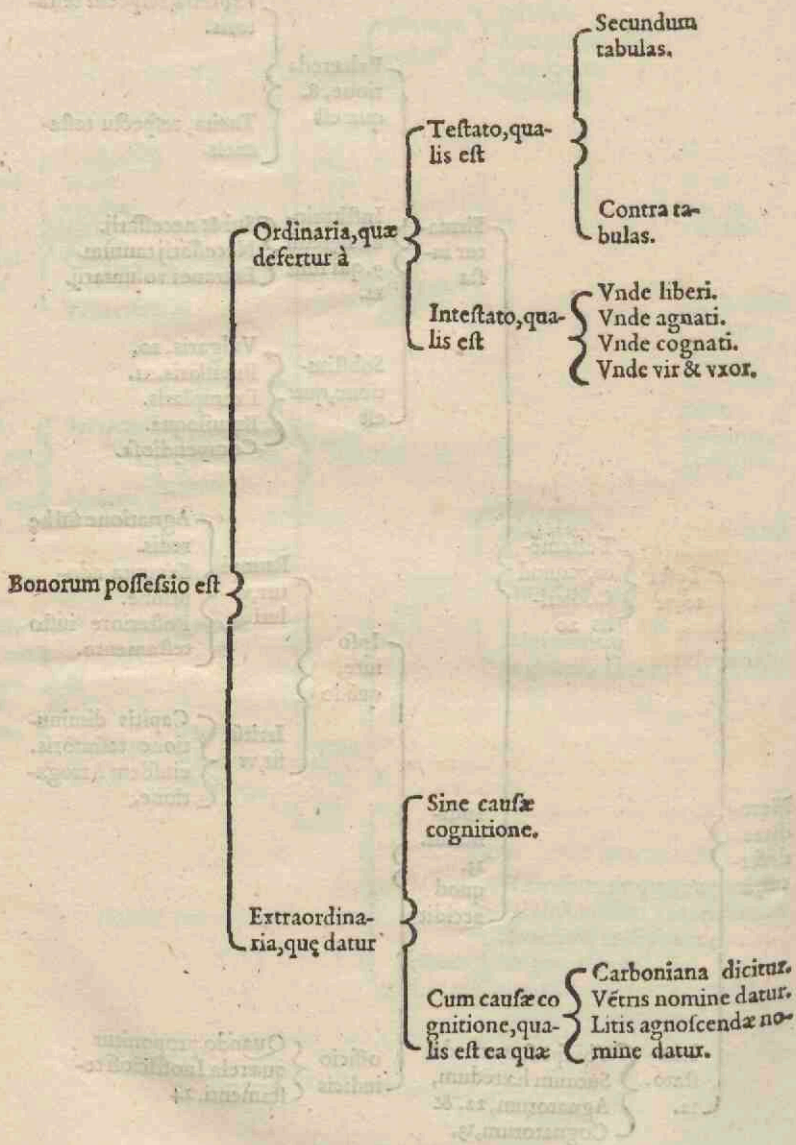 Secundum
tabulas.
Testato, qua-
lis est
Contra ta-
bulas.
Ordinaria, quæ
defertur à
Vnde liberi.
Intestato, qua-
lis est
Vnde agnati.
Vnde cognati.
Vnde vir & vxor.
Bonorum possessio est
Sine causæ
cognitione.
Extraordina-
ria, quę datur
Cum causæ co
gnitione, qua-
lis est ea quæ
Carboniana dicitur.
Vẽtris nomine datur.
Litis agnoscendæ no-
mine datur.